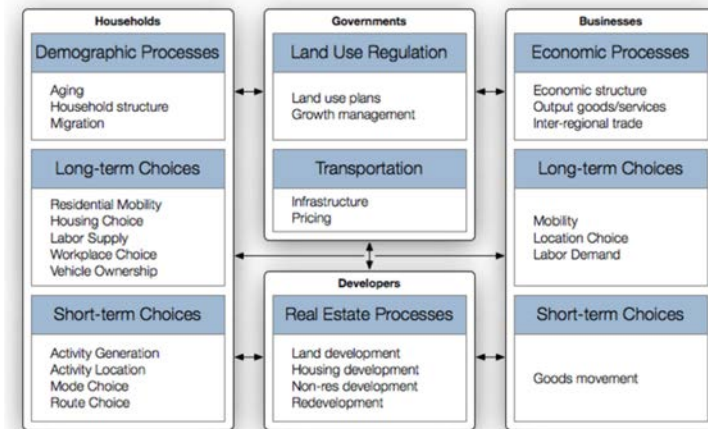 Households
Demographic Processes
Aging
Household structure
Migration
Long-term Choices
Residential Mobility
Housing Choice
Labor Supply
Workplace Choice
Vehicle Ownership
Short-term Choices
Activity Generation
Activity Location
Mode Choice
Route Choice
Governments
Land Use Regulation
Land use plans
Growth management
Transportation
Infrastructure
Pricing
Developers
Real Estate Processes
Land development
Housing development
Non-res development
Redevelopment
Businesses
Economic Processes
Economic structure
Output goods/services
Inter-regional trade
Long-term Choices
Mobility
Location Choice
Labor Demand
Short-term Choices
Goods movement